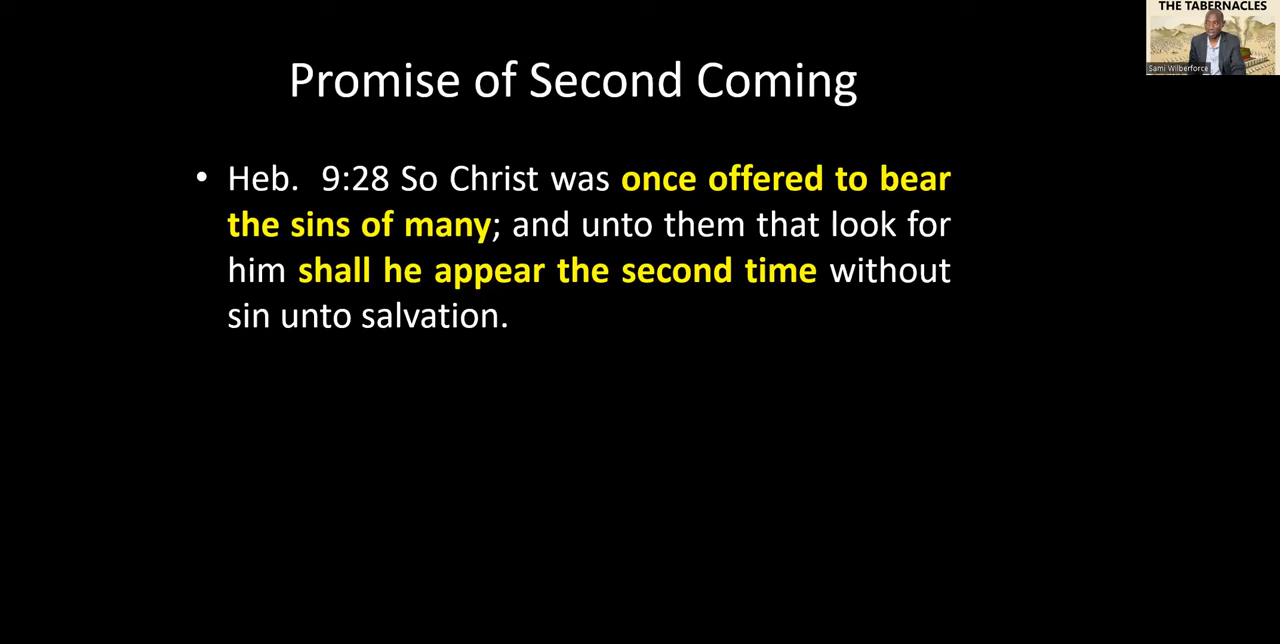 THE TABERNACLES
Sami Wilberforce
Promise of Second Coming
• Heb. 9:28 So Christ was once offered to bear
the sins of many; and unto them that look for
him shall he appear the second time without
sin unto salvation.